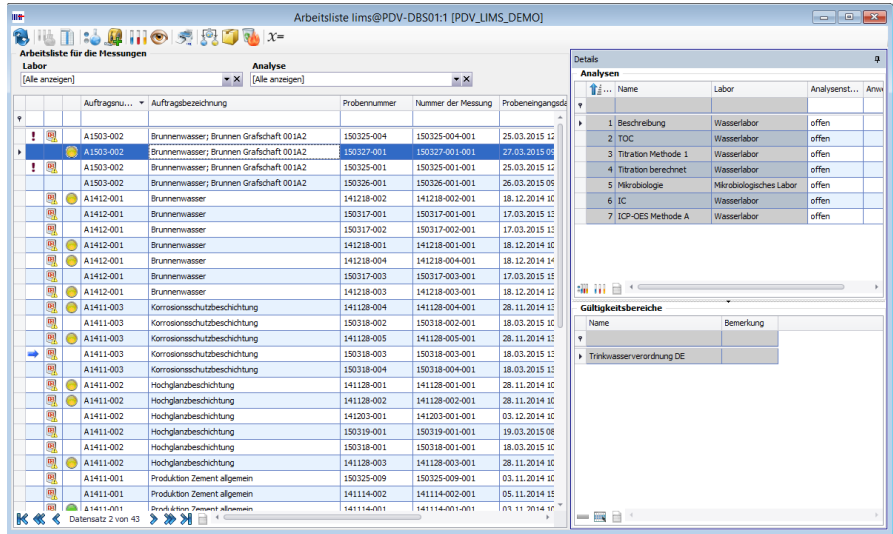 Arbeitsliste lims@PDV-DBS01:1 [PDV_LIMS_DEMO]
x=
Arbeitsliste für die Messungen
Labor Analyse
[Alle anzeigen] [Alle anzeigen]
Auftragsnu... Auftragsbezeichnung Probennummer Nummer der Messung Probeneingangsda
A1503-002 Brunnenwasser; Brunnen Grafschaft 001A2 150325-004 150325-004-001 25.03.2015 12
A1503-002 Brunnenwasser; Brunnen Grafschaft 001A2 150327-001 150327-001-001 27.03.2015 09
A1503-002 Brunnenwasser; Brunnen Grafschaft 001A2 150325-001 150325-001-001 25.03.2015 12
A1503-002 Brunnenwasser; Brunnen Grafschaft 001A2 150326-001 150326-001-001 26.03.2015 09
A1412-001 Brunnenwasser 141218-002 141218-002-001 18.12.2014 10
A1412-001 Brunnenwasser 150317-001 150317-001-001 17.03.2015 13
A1412-001 Brunnenwasser 150317-002 150317-002-001 17.03.2015 13
A1412-001 Brunnenwasser 141218-001 141218-001-001 18.12.2014 10
A1412-001 Brunnenwasser 141218-004 141218-004-001 18.12.2014 14
A1412-001 Brunnenwasser 150317-003 150317-003-001 17.03.2015 15
A1412-001 Brunnenwasser 141218-003 141218-003-001 18.12.2014 12
A1411-003 Korrosionsschutzbeschichtung 141128-004 141128-004-001 28.11.2014 13
A1411-003 Korrosionsschutzbeschichtung 150318-002 150318-002-001 18.03.2015 10
A1411-003 Korrosionsschutzbeschichtung 141128-005 141128-005-001 28.11.2014 13
A1411-003 Korrosionsschutzbeschichtung 150318-003 150318-003-001 18.03.2015 13
A1411-003 Korrosionsschutzbeschichtung 150318-004 150318-004-001 18.03.2015 13
A1411-002 Hochglanzbeschichtung 141128-001 141128-001-001 28.11.2014 10
A1411-002 Hochglanzbeschichtung 141128-002 141128-002-001 28.11.2014 10
A1411-002 Hochglanzbeschichtung 141203-001 141203-001-001 03.12.2014 10
A1411-002 Hochglanzbeschichtung 150319-001 150319-001-001 19.03.2015 08
A1411-002 Hochglanzbeschichtung 150318-001 150318-001-001 18.03.2015 10
A1411-002 Hochglanzbeschichtung 141128-003 141128-003-001 28.11.2014 10
A1411-001 Produktion Zement allgemein 150325-009 150325-009-001 03.11.2014 10
A1411-001 Produktion Zement allgemein 141114-002 141114-002-001 05.11.2014 15
A1411-001 Produktion Zement allgemein 141114-001 141114-001-001 03.11.2014 10
Datensatz 2 von 43
Details
Analysen
Name Labor Analysenst... Anwe
1 Beschreibung Wasserlabor offen
2 TOC Wasserlabor offen
3 Titration Methode 1 Wasserlabor offen
4 Titration berechnet Wasserlabor offen
5 Mikrobiologie Mikrobiologisches Labor offen
6 IC Wasserlabor offen
7 ICP-OES Methode A Wasserlabor offen
Gültigkeitsbereiche
Name Bemerkung
Trinkwasserverordnung DE